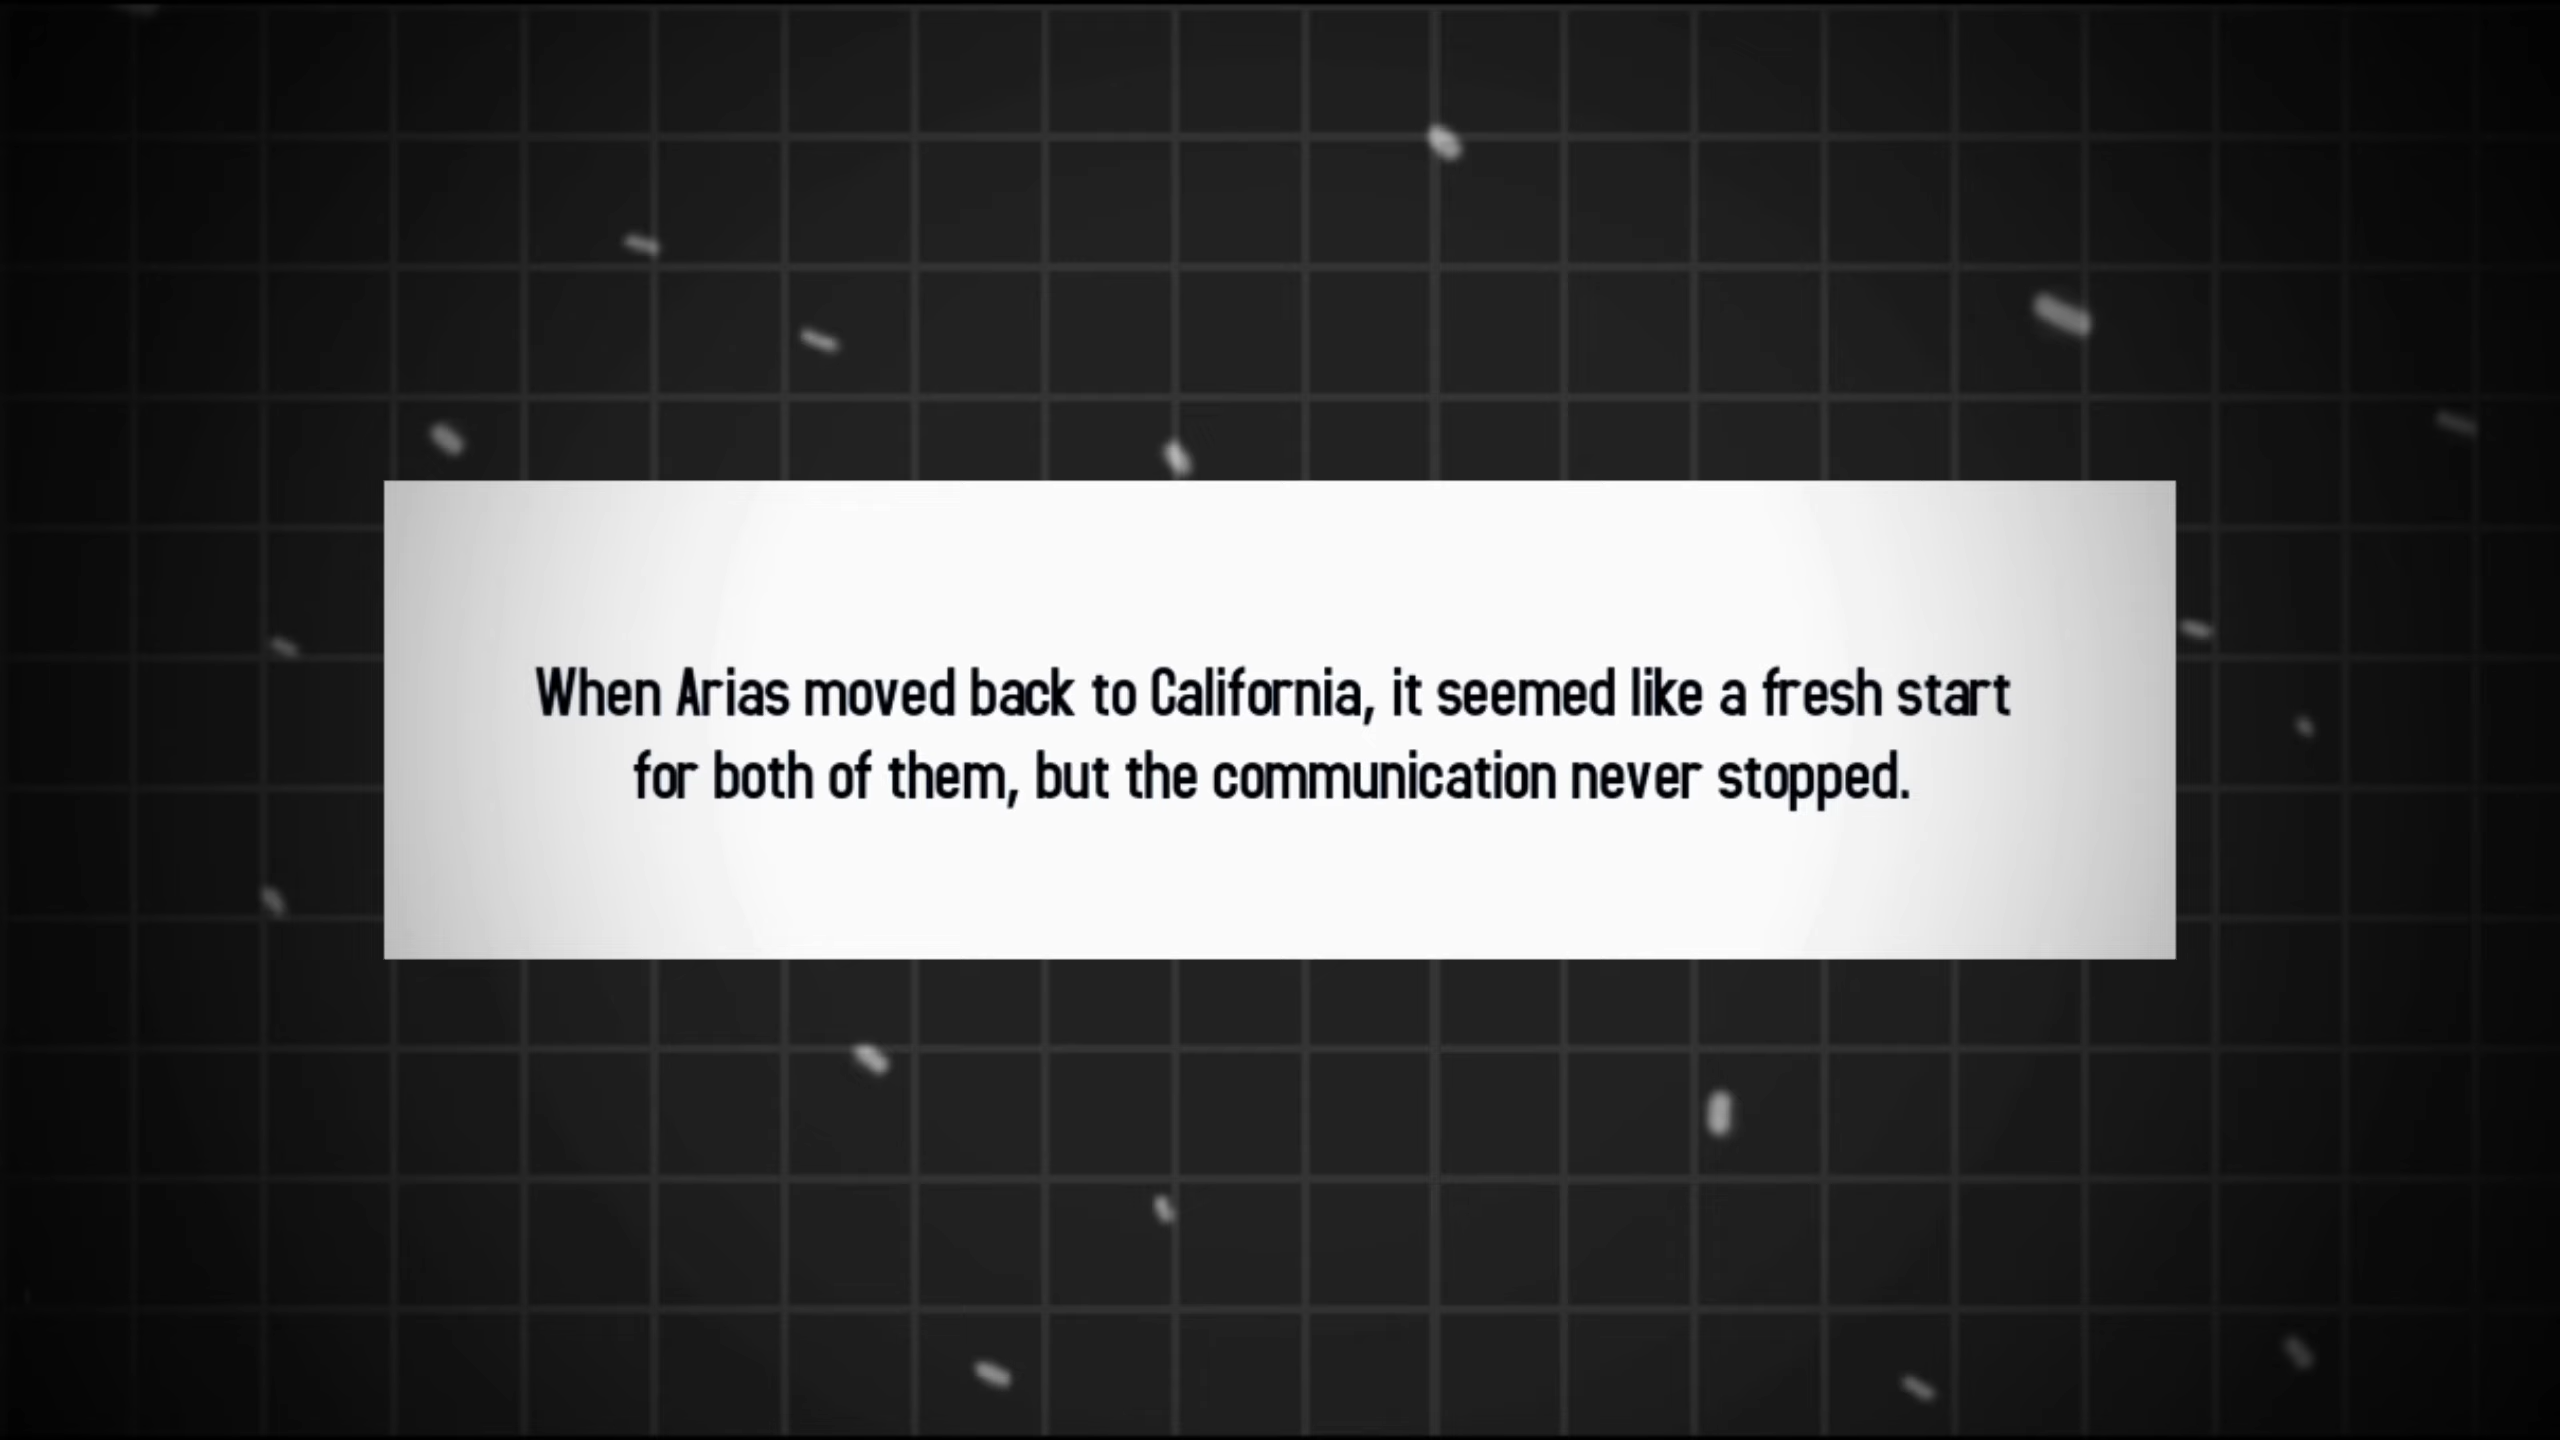 When Arias moved back to California, it seemed like a fresh start
for both of them, but the communication never stopped.